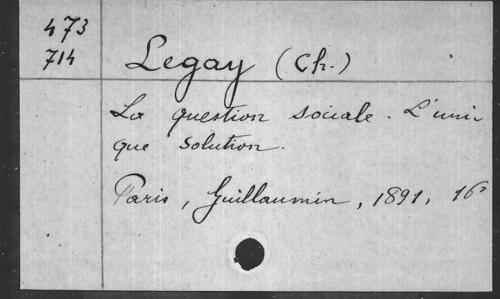 473
714
Legay (Ch.)
La question sociale. L'uni-
que solution.
Paris, Guillaumin, 1891, 16°